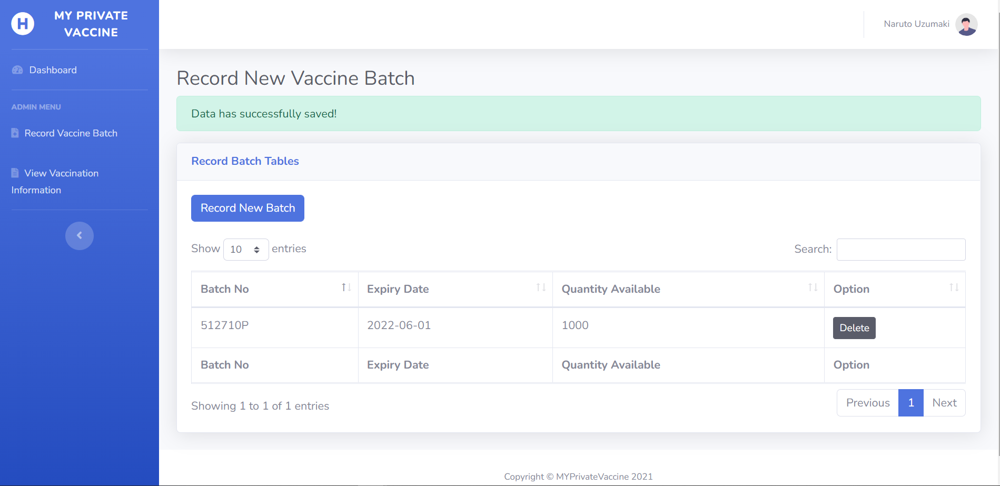 H
MY PRIVATE
VACCINE
Naruto Uzumaki
Dashboard
ADMIN MENU
Record Vaccine Batch
View Vaccination
Information
Record New Vaccine Batch
Data has successfully saved!
Record Batch Tables
Record New Batch
Show 10 entries
Search:
Batch No Expiry Date Quantity Available Option
512710P 2022-06-01 1000 Delete
Batch No Expiry Date Quantity Available Option
Showing 1 to 1 of 1 entries
Previous 1 Next
Copyright © MYPrivateVaccine 2021